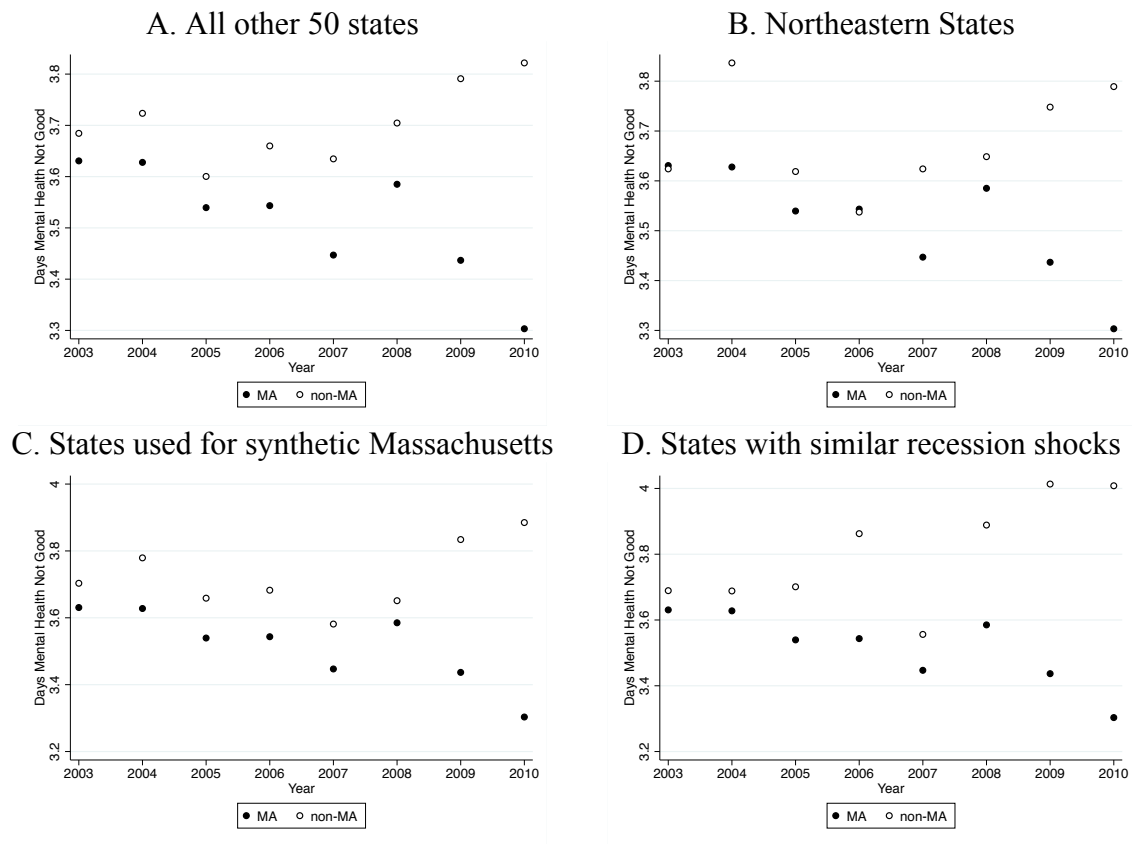 A. All other 50 states
Days Mental Health Not Good
3.8
3.7
3.6
3.5
3.4
3.3
2003 2004 2005 2006 2007 2008 2009 2010
Year
MA non-MA
B. Northeastern States
Days Mental Health Not Good
3.8
3.7
3.6
3.5
3.4
3.3
2003 2004 2005 2006 2007 2008 2009 2010
Year
MA non-MA
C. States used for synthetic Massachusetts
Days Mental Health Not Good
4
3.8
3.6
3.4
3.2
2003 2004 2005 2006 2007 2008 2009 2010
Year
MA non-MA
D. States with similar recession shocks
Days Mental Health Not Good
4
3.8
3.6
3.4
3.2
2003 2004 2005 2006 2007 2008 2009 2010
Year
MA non-MA